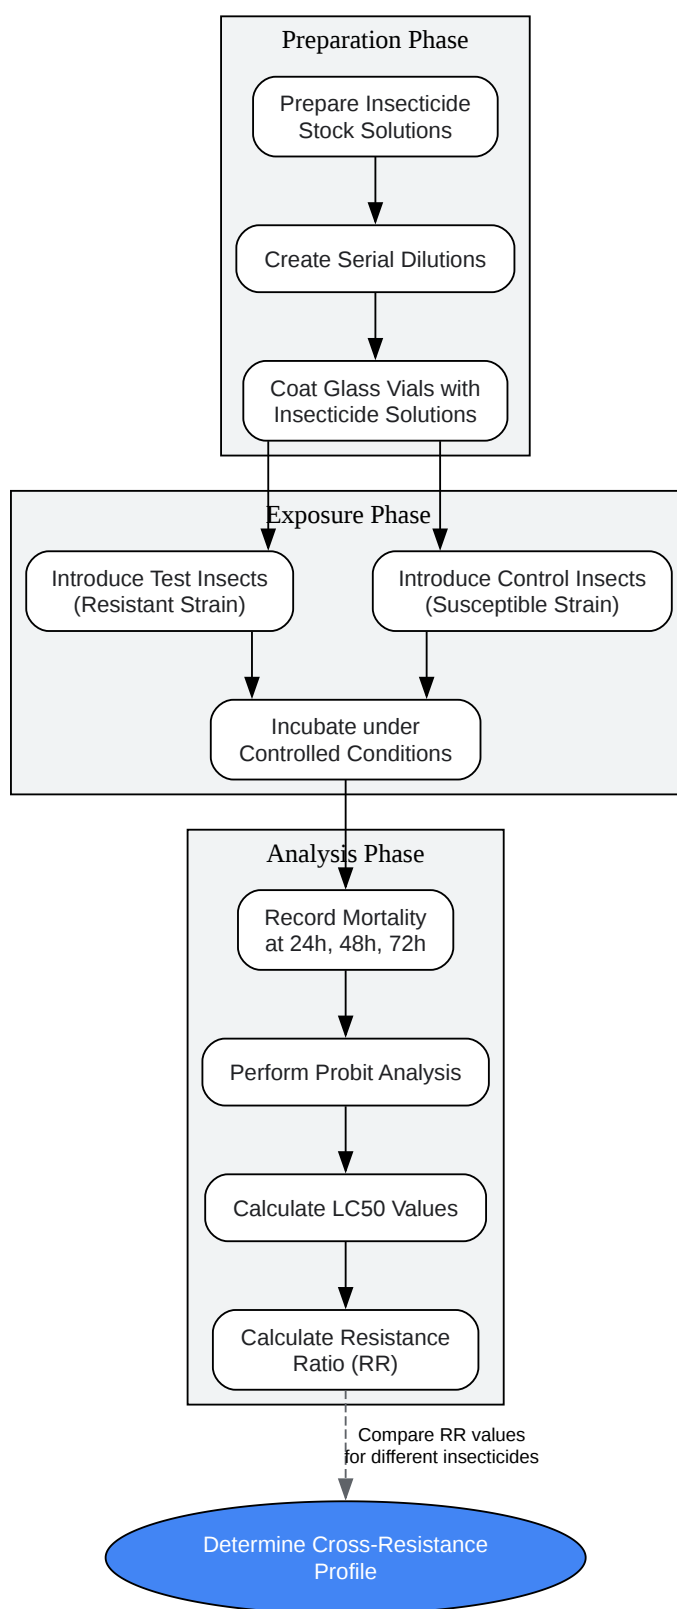 Preparation Phase
Prepare Insecticide
Stock Solutions
Create Serial Dilutions
Coat Glass Vials with
Insecticide Solutions
Exposure Phase
Introduce Test Insects
(Resistant Strain)
Introduce Control Insects
(Susceptible Strain)
Incubate under
Controlled Conditions
Analysis Phase
Record Mortality
at 24h, 48h, 72h
Perform Probit Analysis
Calculate LC50 Values
Calculate Resistance
Ratio (RR)
Compare RR values
for different insecticides
Determine Cross-Resistance
Profile